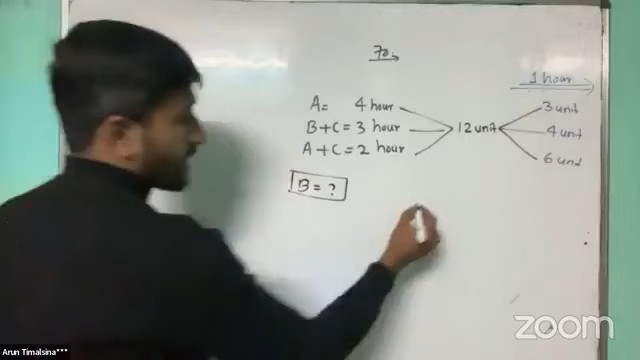 70.
1 hour
A= 4 hour 3 unit
B+C = 3 hour 12 unit 4 unit
A+C = 2 hour 6 unit
B = ?
zoom
Arun Timalsina***